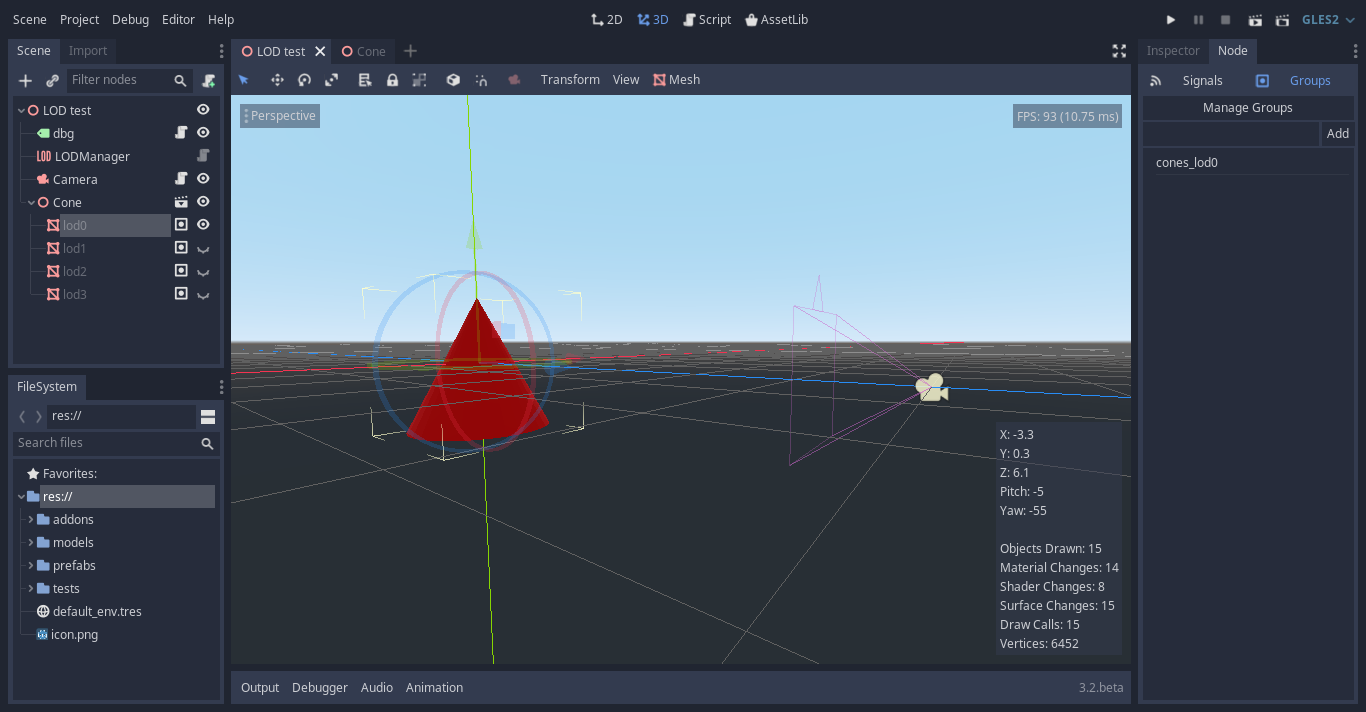 Scene Project Debug Editor Help
2D 3D Script AssetLib
GLES2
Scene Import
Filter nodes
LOD test
dbg
LOD LODManager
Camera
Cone
lod0
lod1
lod2
lod3
FileSystem
res://
Search files
Favorites:
res://
addons
models
prefabs
tests
default_env.tres
icon.png
LOD test Cone
Transform View Mesh
Perspective
FPS: 93 (10.75 ms)
X: -3.3
Y: 0.3
Z: 6.1
Pitch: -5
Yaw: -55
Objects Drawn: 15
Material Changes: 14
Shader Changes: 8
Surface Changes: 15
Draw Calls: 15
Vertices: 6452
Output Debugger Audio Animation
3.2.beta
Inspector Node
Signals Groups
Manage Groups
Add
cones_lod0